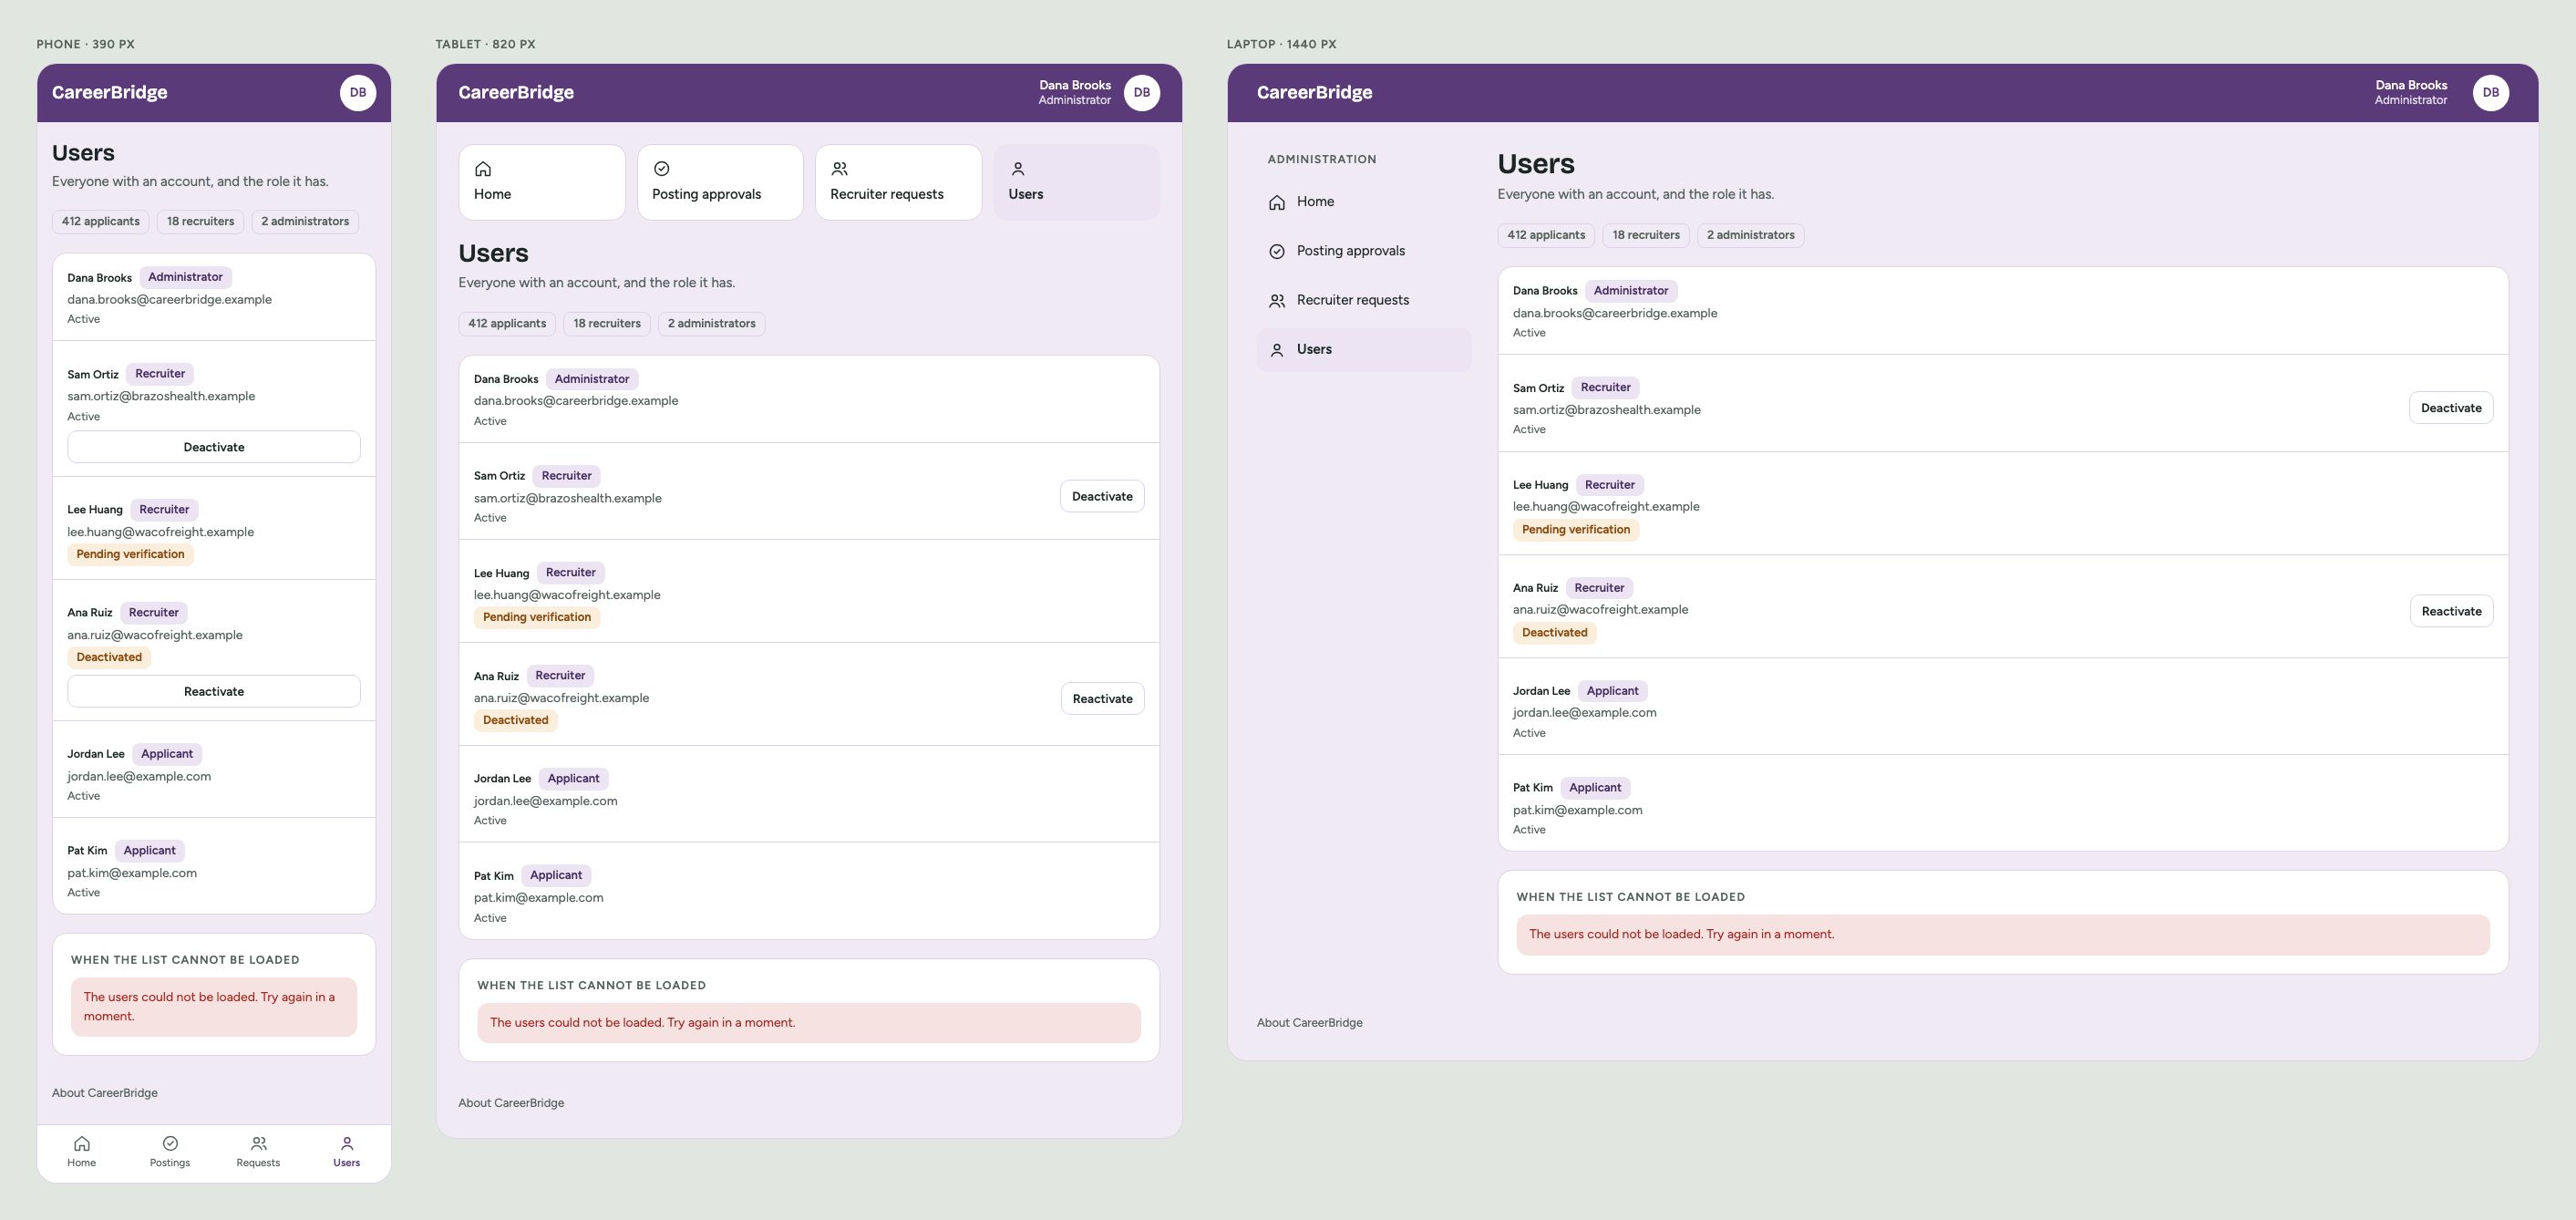 PHONE · 390 PX
CareerBridge
DB
Users
Everyone with an account, and the role it has.
412 applicants
18 recruiters
2 administrators
Dana Brooks
Administrator
dana.brooks@careerbridge.example
Active
Sam Ortiz
Recruiter
sam.ortiz@brazoshealth.example
Active
Deactivate
Lee Huang
Recruiter
lee.huang@wacofreight.example
Pending verification
Ana Ruiz
Recruiter
ana.ruiz@wacofreight.example
Deactivated
Reactivate
Jordan Lee
Applicant
jordan.lee@example.com
Active
Pat Kim
Applicant
pat.kim@example.com
Active
WHEN THE LIST CANNOT BE LOADED
The users could not be loaded. Try again in a
moment.
About CareerBridge
Home
Postings
Requests
Users
TABLET · 820 PX
CareerBridge
Dana Brooks
Administrator
DB
Home
Posting approvals
Recruiter requests
Users
Users
Everyone with an account, and the role it has.
412 applicants
18 recruiters
2 administrators
Dana Brooks
Administrator
dana.brooks@careerbridge.example
Active
Sam Ortiz
Recruiter
sam.ortiz@brazoshealth.example
Active
Deactivate
Lee Huang
Recruiter
lee.huang@wacofreight.example
Pending verification
Ana Ruiz
Recruiter
ana.ruiz@wacofreight.example
Deactivated
Reactivate
Jordan Lee
Applicant
jordan.lee@example.com
Active
Pat Kim
Applicant
pat.kim@example.com
Active
WHEN THE LIST CANNOT BE LOADED
The users could not be loaded. Try again in a moment.
About CareerBridge
LAPTOP · 1440 PX
CareerBridge
Dana Brooks
Administrator
DB
ADMINISTRATION
Home
Posting approvals
Recruiter requests
Users
Users
Everyone with an account, and the role it has.
412 applicants
18 recruiters
2 administrators
Dana Brooks
Administrator
dana.brooks@careerbridge.example
Active
Sam Ortiz
Recruiter
sam.ortiz@brazoshealth.example
Active
Deactivate
Lee Huang
Recruiter
lee.huang@wacofreight.example
Pending verification
Ana Ruiz
Recruiter
ana.ruiz@wacofreight.example
Deactivated
Reactivate
Jordan Lee
Applicant
jordan.lee@example.com
Active
Pat Kim
Applicant
pat.kim@example.com
Active
WHEN THE LIST CANNOT BE LOADED
The users could not be loaded. Try again in a moment.
About CareerBridge